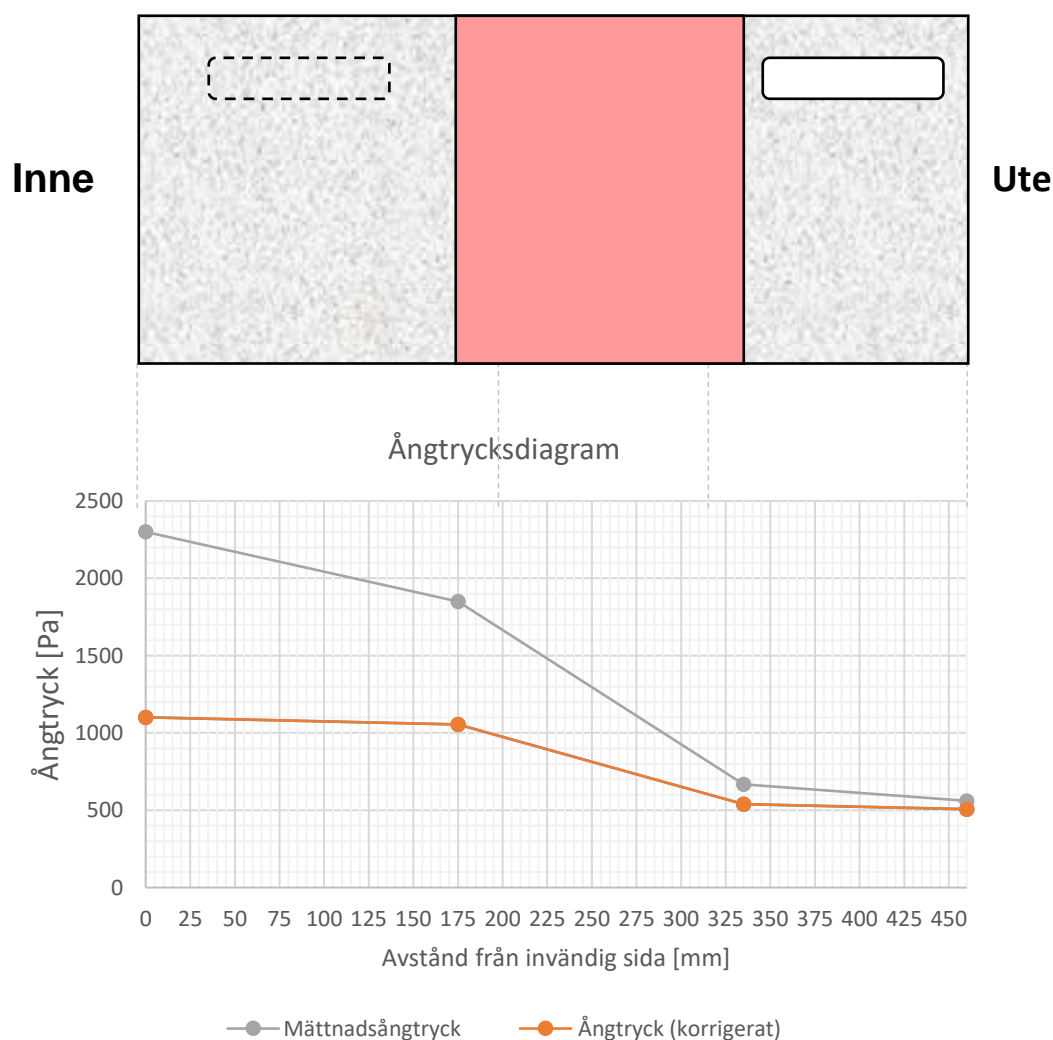 Inne
Ute
Ångtrycksdiagram
Ångtryck [Pa]
2500
2000
1500
1000
500
0
0 25 50 75 100 125 150 175 200 225 250 275 300 325 350 375 400 425 450
Avstånd från invändig sida [mm]
Mättnadsångtryck Ångtryck (korrigerat)